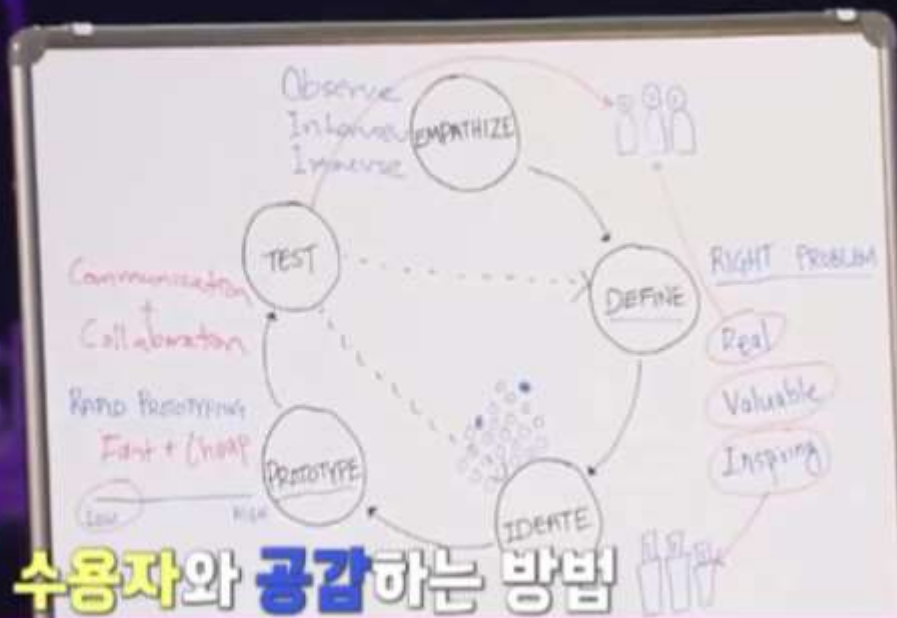 Observe
Interview
Immerse
EMPATHIZE
TEST
DEFINE
RIGHT PROBLEM
Real
Valuable
Inspiring
Communication
+
Collaboration
RAPID PROTOTYPING
Fast + Cheap
LOW
HIGH
PROTOTYPE
IDEATE
수용자와 공감하는 방법